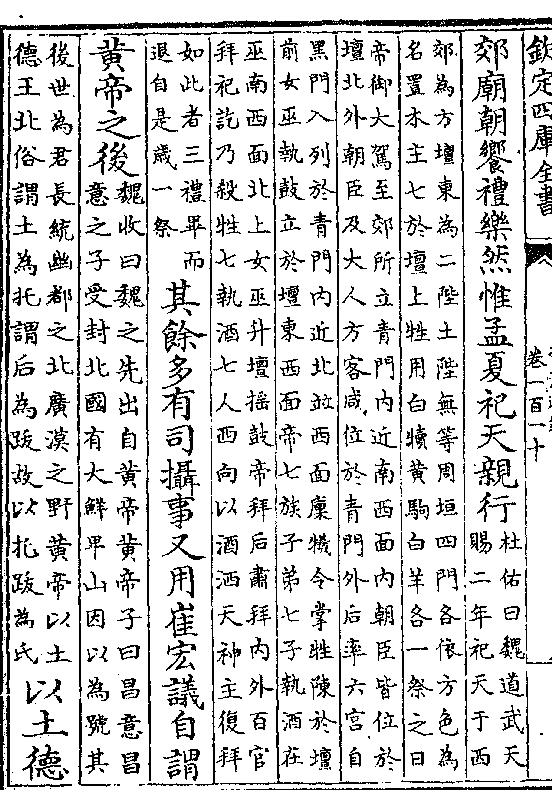 欽定四庫全書
卷一百一十
郊廟朝饗禮樂然惟孟夏祀天親行
杜佑曰魏道武天
賜二年祀天于西
郊為方壇東為二陛土陛無等周垣四門各依方色為
名置木主七於壇上牲用白犢黄駒白羊各一祭之日
帝御大駕至郊所立青門内近南西面内朝臣皆位於
壇北外朝臣及大人方客咸位於青門外后率六宮自
黑門入列於青門内近北並西面廩犧令掌牲陳於壇
前女巫執鼓立於壇東西面帝七族子弟七子執酒在
巫南西面北上女巫升壇摇鼓帝拜后肅拜内外百官
拜祀訖乃殺牲七執酒七人西向以酒洒天神主復拜
如此者三禮畢而
退自是歲一祭
其餘多有司攝事又用崔宏議自謂
黄帝之後
魏收曰魏之先出自黄帝黄帝子曰昌意昌
意之子受封北國有大鮮卑山因以為號其
後世為君長統幽都之北廣漠之野黄帝以土
德王北俗謂土為托謂后為跋故以托跋為氏
以土德